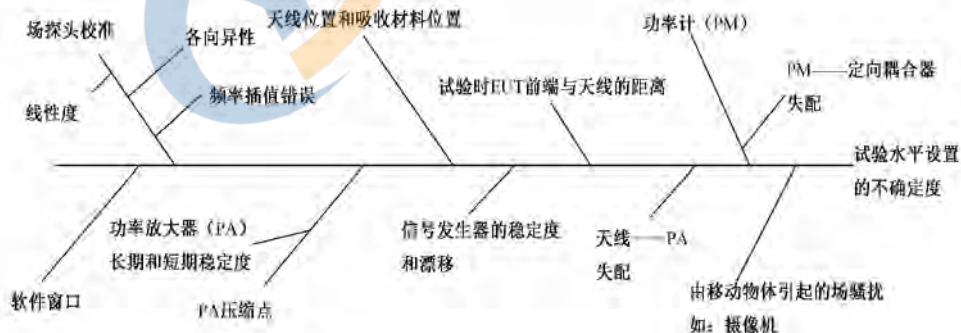 场探头校准
各向异性
线性度
频率插值错误
天线位置和吸收材料位置
试验时EUT前端与天线的距离
功率计（PM）
PM——定向耦合器
失配
试验水平设置
的不确定度
软件窗口
功率放大器（PA）
长期和短期稳定度
PA压缩点
信号发生器的稳定度
和漂移
天线——PA
失配
由移动物体引起的场骚扰
如：摄像机